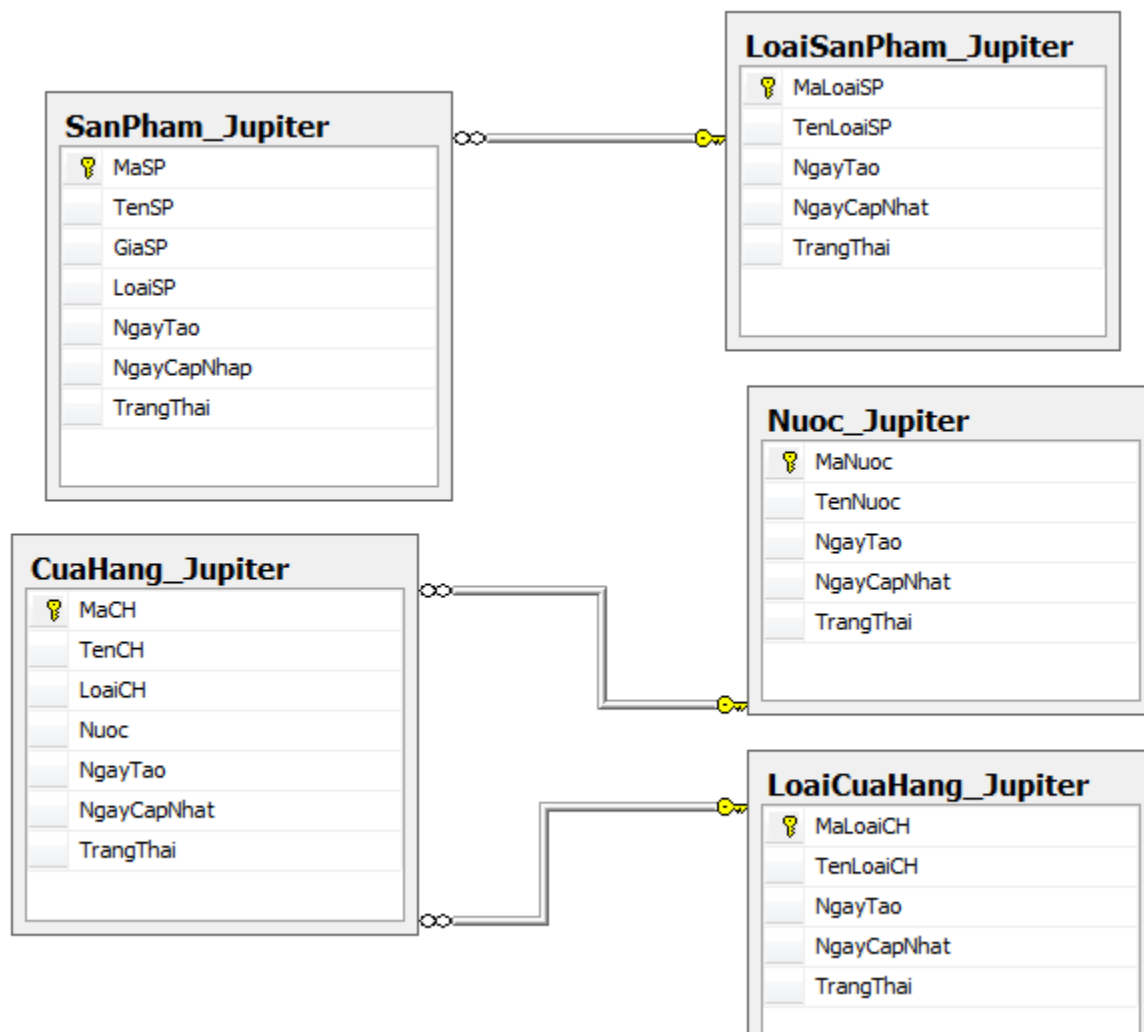 LoaiSanPham_Jupiter
MaLoaiSP
TenLoaiSP
NgayTao
NgayCapNhat
TrangThai
SanPham_Jupiter
MaSP
TenSP
GiaSP
LoaiSP
NgayTao
NgayCapNhap
TrangThai
Nuoc_Jupiter
MaNuoc
TenNuoc
NgayTao
NgayCapNhat
TrangThai
CuaHang_Jupiter
MaCH
TenCH
LoaiCH
Nuoc
NgayTao
NgayCapNhat
TrangThai
LoaiCuaHang_Jupiter
MaLoaiCH
TenLoaiCH
NgayTao
NgayCapNhat
TrangThai